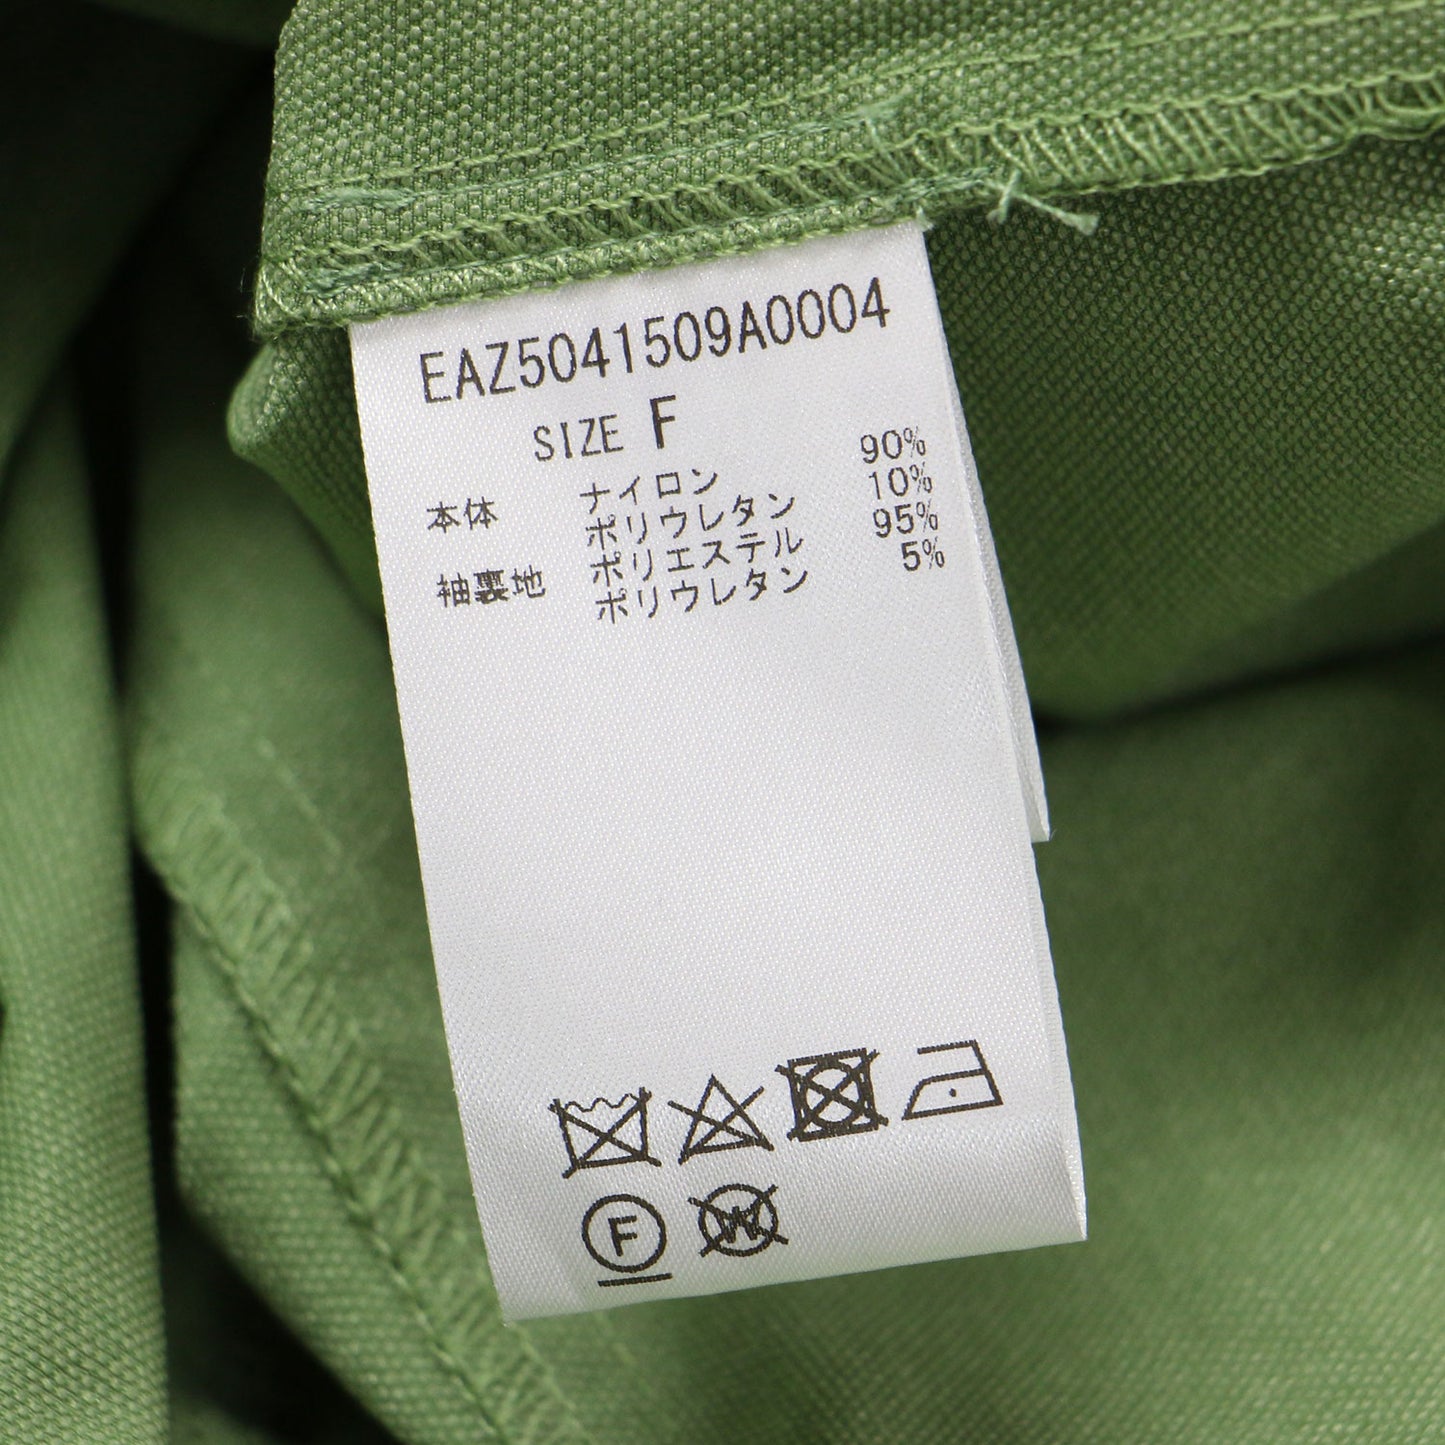 EAZ5041509A0004
SIZE F
本体 ナイロン 90%
ポリウレタン 10%
袖裏地 ポリエステル 95%
ポリウレタン 5%
F W